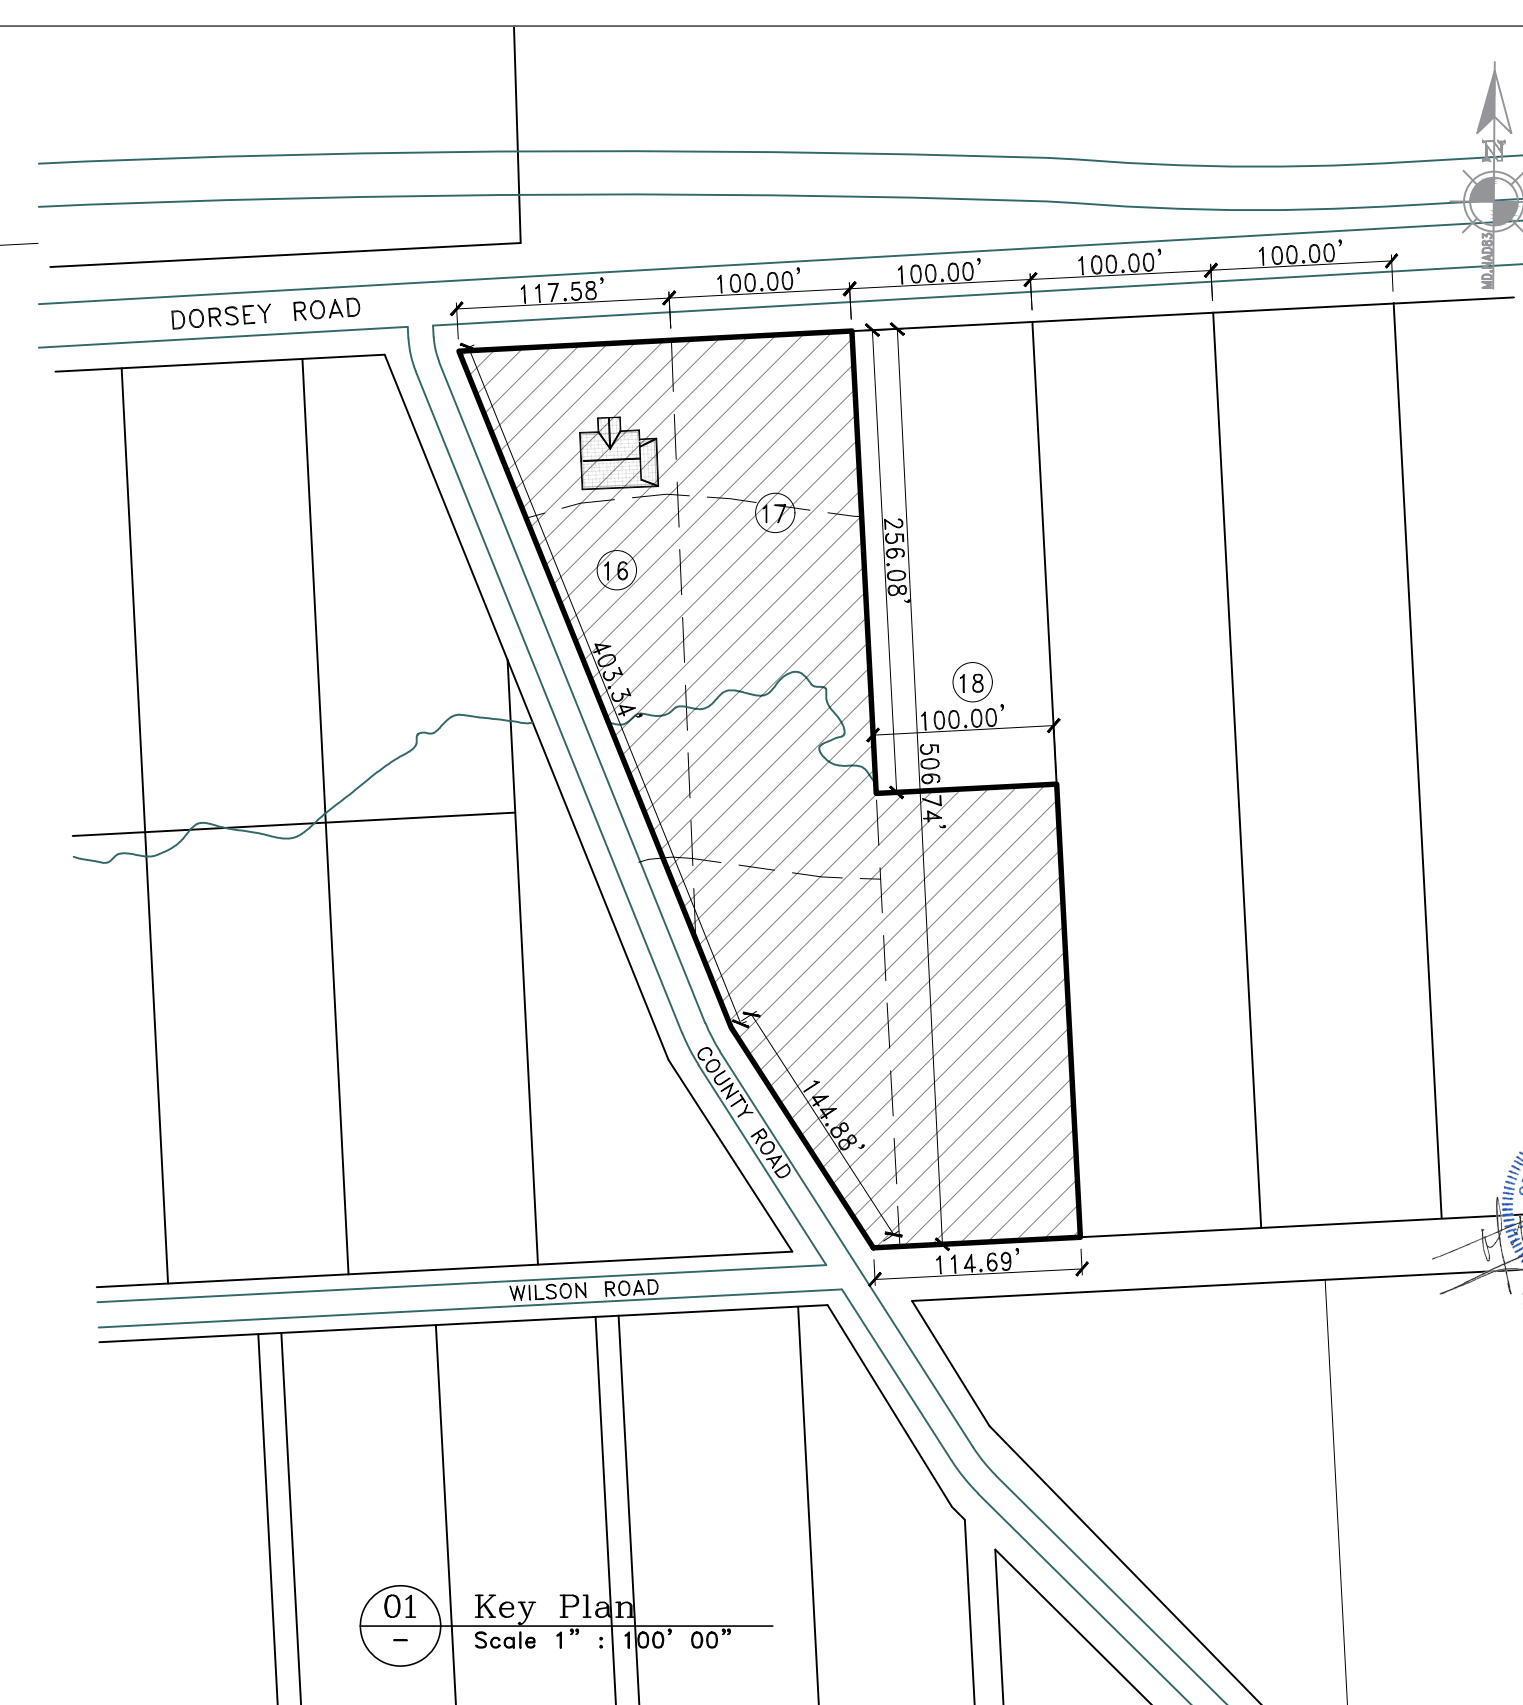 N
MD.NAD83
100.00'
100.00'
100.00'
100.00'
117.58'
DORSEY ROAD
17
256.08'
16
403.34'
18
100.00'
506.74'
COUNTY ROAD
144.88'
114.69'
WILSON ROAD
01
Key Plan
–
Scale 1" : 100' 00"